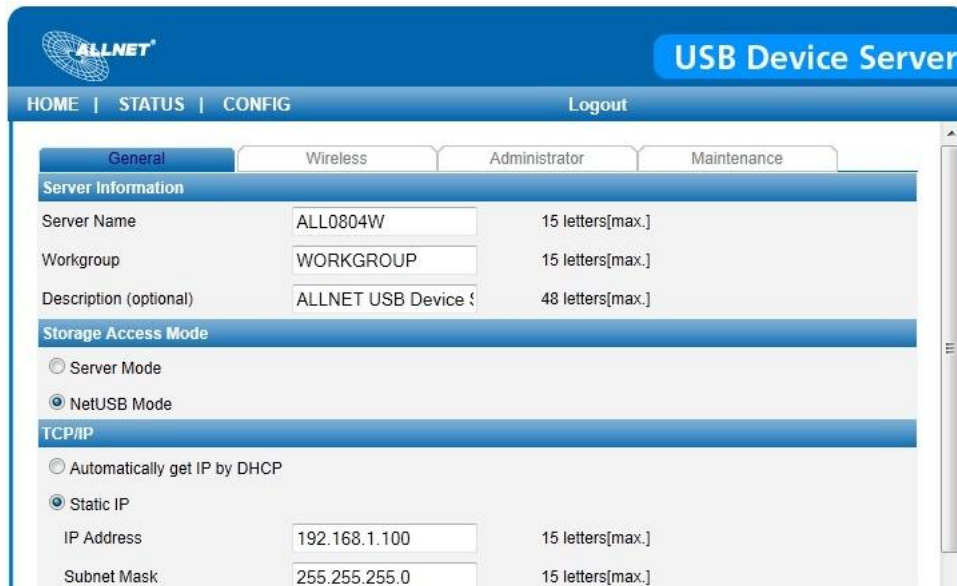 ALLNET®
USB Device Server
HOME | STATUS | CONFIG Logout
General Wireless Administrator Maintenance
Server Information
Server Name ALL0804W 15 letters[max.]
Workgroup WORKGROUP 15 letters[max.]
Description (optional) ALLNET USB Device S 48 letters[max.]
Storage Access Mode
Server Mode
NetUSB Mode
TCP/IP
Automatically get IP by DHCP
Static IP
IP Address 192.168.1.100 15 letters[max.]
Subnet Mask 255.255.255.0 15 letters[max.]